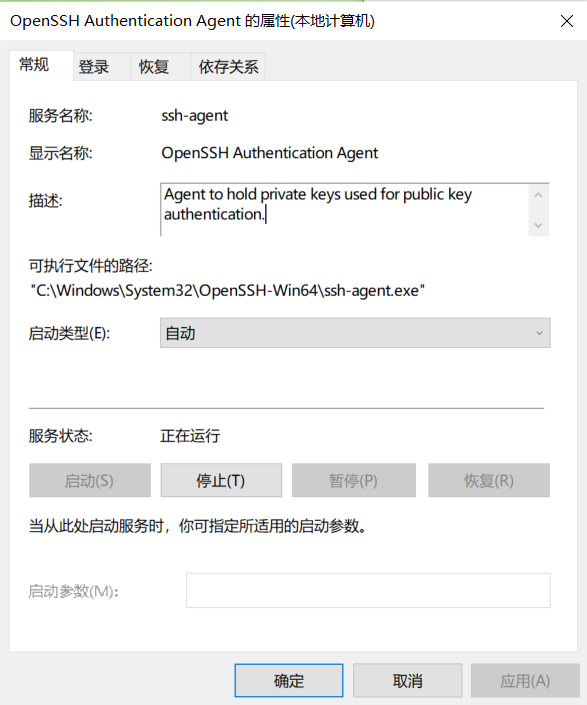 OpenSSH Authentication Agent 的属性(本地计算机)
常规 登录 恢复 依存关系
服务名称: ssh-agent
显示名称: OpenSSH Authentication Agent
描述: Agent to hold private keys used for public key
authentication.
可执行文件的路径:
"C:\Windows\System32\OpenSSH-Win64\ssh-agent.exe"
启动类型(E): 自动
服务状态: 正在运行
启动(S) 停止(T) 暂停(P) 恢复(R)
当从此处启动服务时，你可指定所适用的启动参数。
启动参数(M):
确定 取消 应用(A)